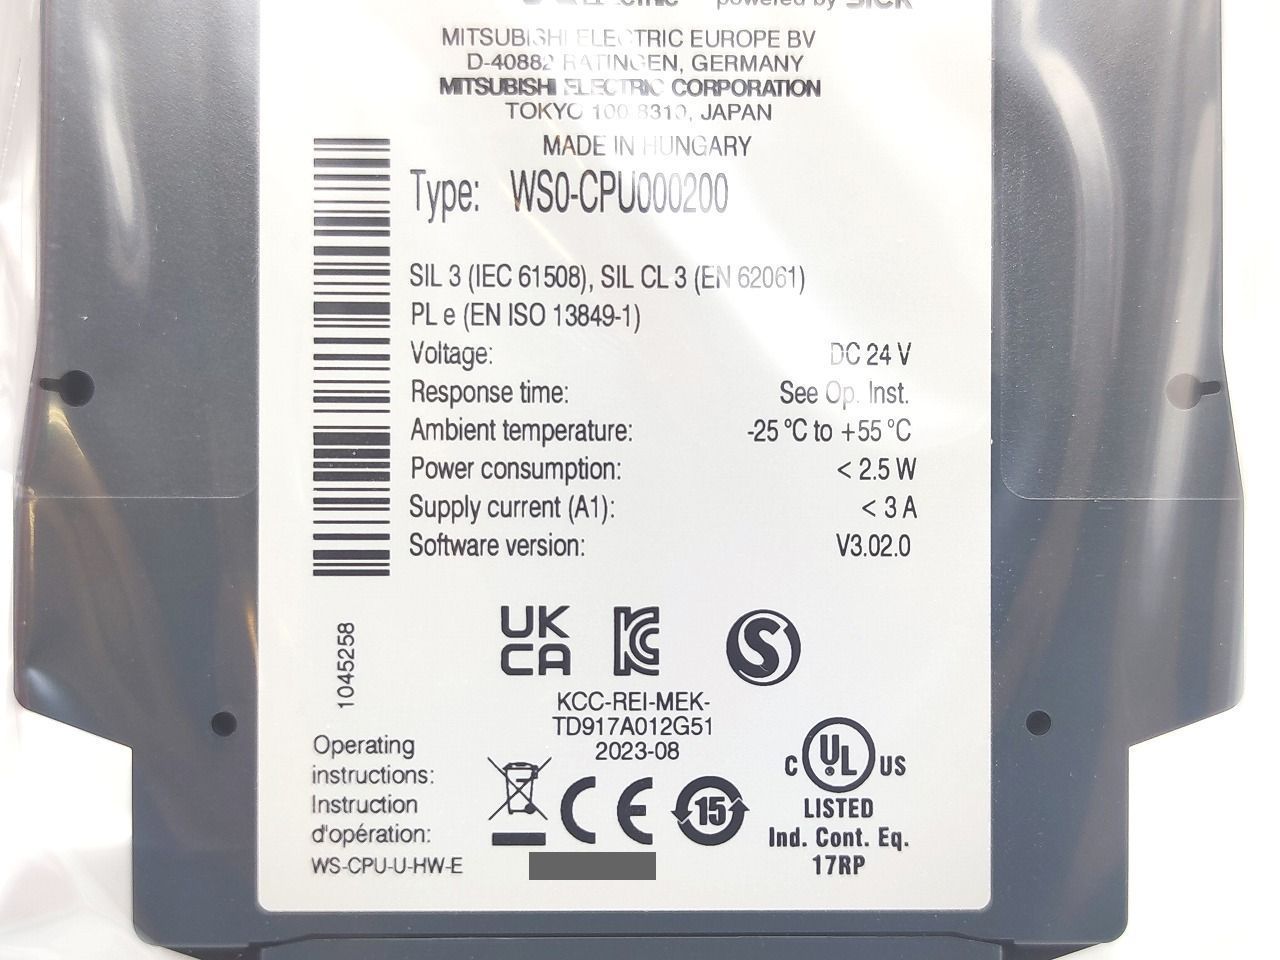 powered by SICK
MITSUBISHI ELECTRIC EUROPE BV
D-40882 RATINGEN, GERMANY
MITSUBISHI ELECTRIC CORPORATION
TOKYO 100-8310, JAPAN
MADE IN HUNGARY
Type: WS0-CPU000200
SIL 3 (IEC 61508), SIL CL 3 (EN 62061)
PL e (EN ISO 13849-1)
Voltage: DC 24 V
Response time: See Op. Inst.
Ambient temperature: -25 °C to +55 °C
Power consumption: < 2.5 W
Supply current (A1): < 3 A
Software version: V3.02.0
1045258
UK
CA
KCC-REI-MEK-
TD917A012G51
2023-08
Operating
instructions:
Instruction
d'opération:
WS-CPU-U-HW-E
CE
15
C UL US
LISTED
Ind. Cont. Eq.
17RP